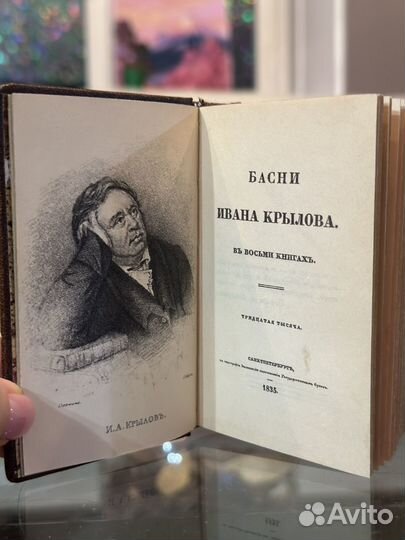 И.А.КРЫЛОВЪ.
БАСНИ
ИВАНА КРЫЛОВА.
ВЪ ВОСЬМИ КНИГАХЪ.
ТРИДЦАТАЯ ТЫСЯЧА.
САНКТПЕТЕРБУРГЪ,
1835.
Avito